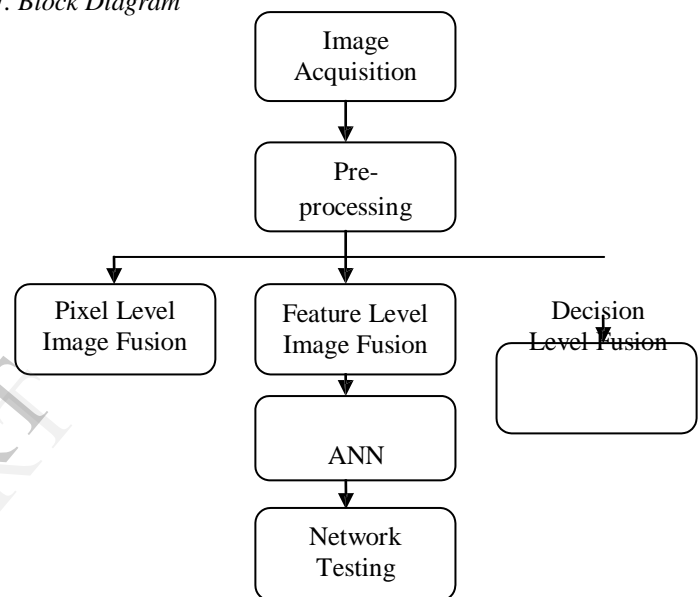 . Block Diagram
Image
Acquisition
Pre-
processing
Pixel Level
Image Fusion
Feature Level
Image Fusion
Decision
Level Fusion
ANN
Network
Testing